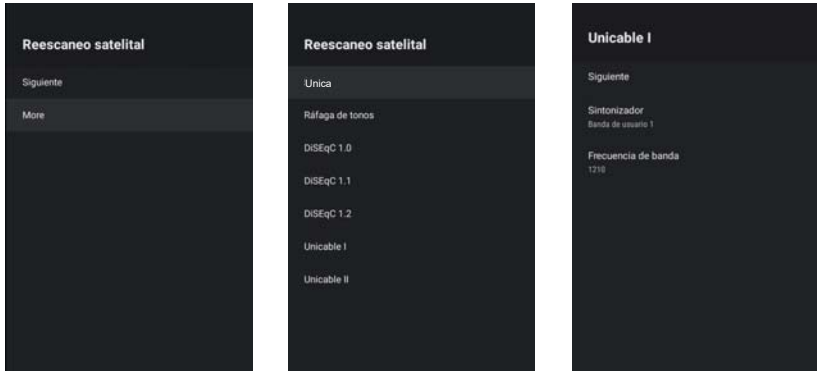 Reescaneo satelital
Siguiente
More
Reescaneo satelital
Unica
Ráfaga de tonos
DiSEqC 1.0
DiSEqC 1.1
DiSEqC 1.2
Unicable I
Unicable II
Unicable I
Siguiente
Sintonizador
Banda de usuario 1
Frecuencia de banda
1210